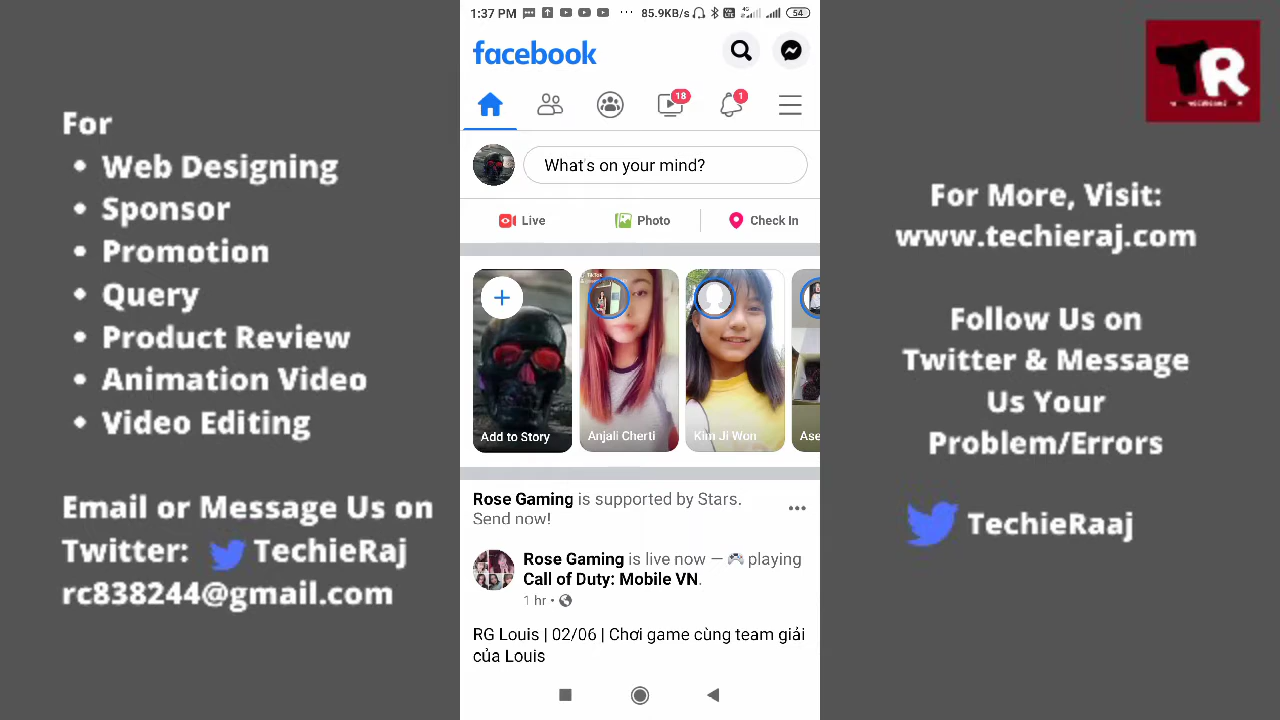 For
• Web Designing
• Sponsor
• Promotion
• Query
• Product Review
• Animation Video
• Video Editing
Email or Message Us on
Twitter: TechieRaj
rc838244@gmail.com
1:37 PM ··· 85.9KB/s 4G 54
facebook
18
1
What's on your mind?
Live
Photo
Check In
TikTok
Add to Story
Anjali Cherti
Kim Ji Won
Ase
Rose Gaming is supported by Stars.
Send now!
Rose Gaming is live now — 🎮 playing
Call of Duty: Mobile VN.
1 hr •
RG Louis | 02/06 | Chơi game cùng team giải
của Louis
TR
For More, Visit:
www.techieraj.com
Follow Us on
Twitter & Message
Us Your
Problem/Errors
TechieRaaj